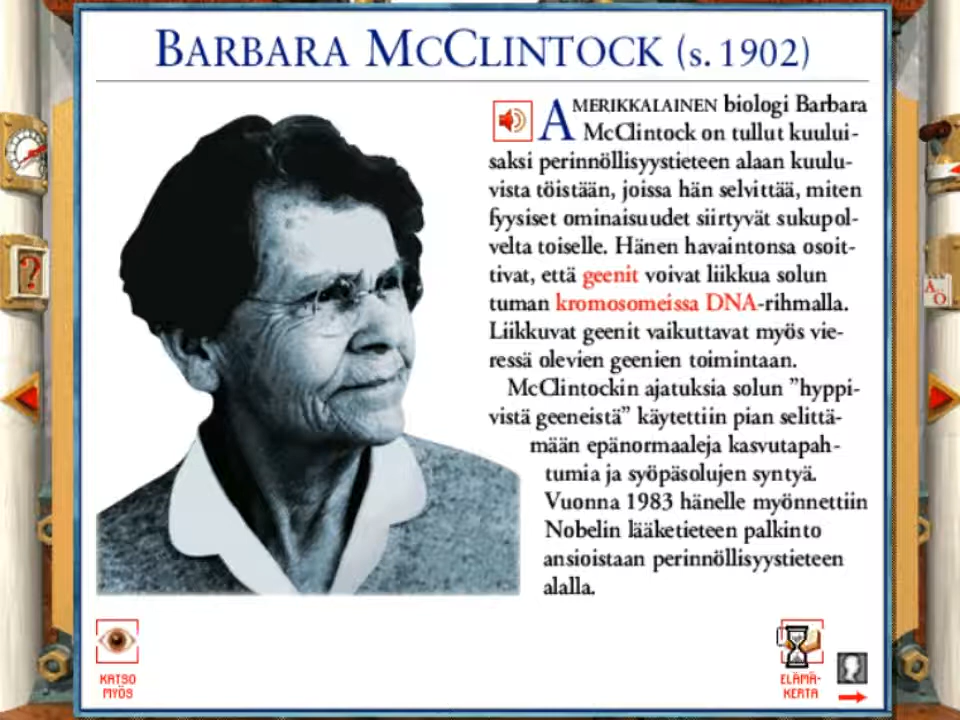 BARBARA MCCLINTOCK (s. 1902)
AMERIKKALAINEN biologi Barbara
McClintock on tullut kuului-
saksi perinnöllisyystieteen alaan kuulu-
vista töistään, joissa hän selvittää, miten
fyysiset ominaisuudet siirtyvät sukupol-
velta toiselle. Hänen havaintonsa osoit-
tivat, että geenit voivat liikkua solun
tuman kromosomeissa DNA-rihmalla.
Liikkuvat geenit vaikuttavat myös vie-
ressä olevien geenien toimintaan.
McClintockin ajatuksia solun ”hyppi-
vistä geeneistä” käytettiin pian selittä-
mään epänormaaleja kasvutapah-
tumia ja syöpäsolujen syntyä.
Vuonna 1983 hänelle myönnettiin
Nobelin lääketieteen palkinto
ansioistaan perinnöllisyystieteen
alalla.
KATSO
MYÖS
ELÄMÄ-
KERTA
?
A...
Ö